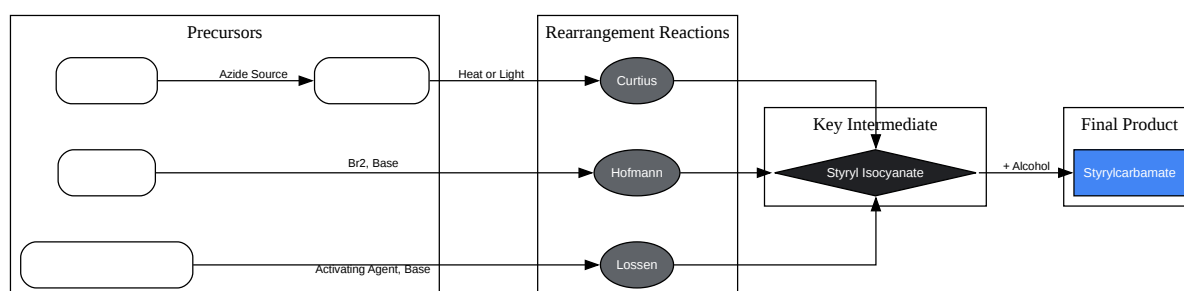 Precursors
Rearrangement Reactions
Azide Source
Heat or Light
Curtius
Key Intermediate
Final Product
Br2, Base
Hofmann
Styryl Isocyanate
+ Alcohol
Styrylcarbamate
Activating Agent, Base
Lossen